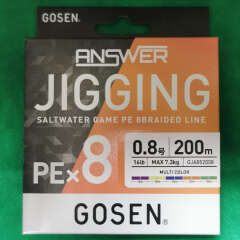 GOSEN®
ANSWER
JIGGING
SALTWATER GAME PE 8BRAIDED LINE
PE×8
0.8号 200m
16lb MAX 7.3kg
MULTI COLOR
GOSEN®